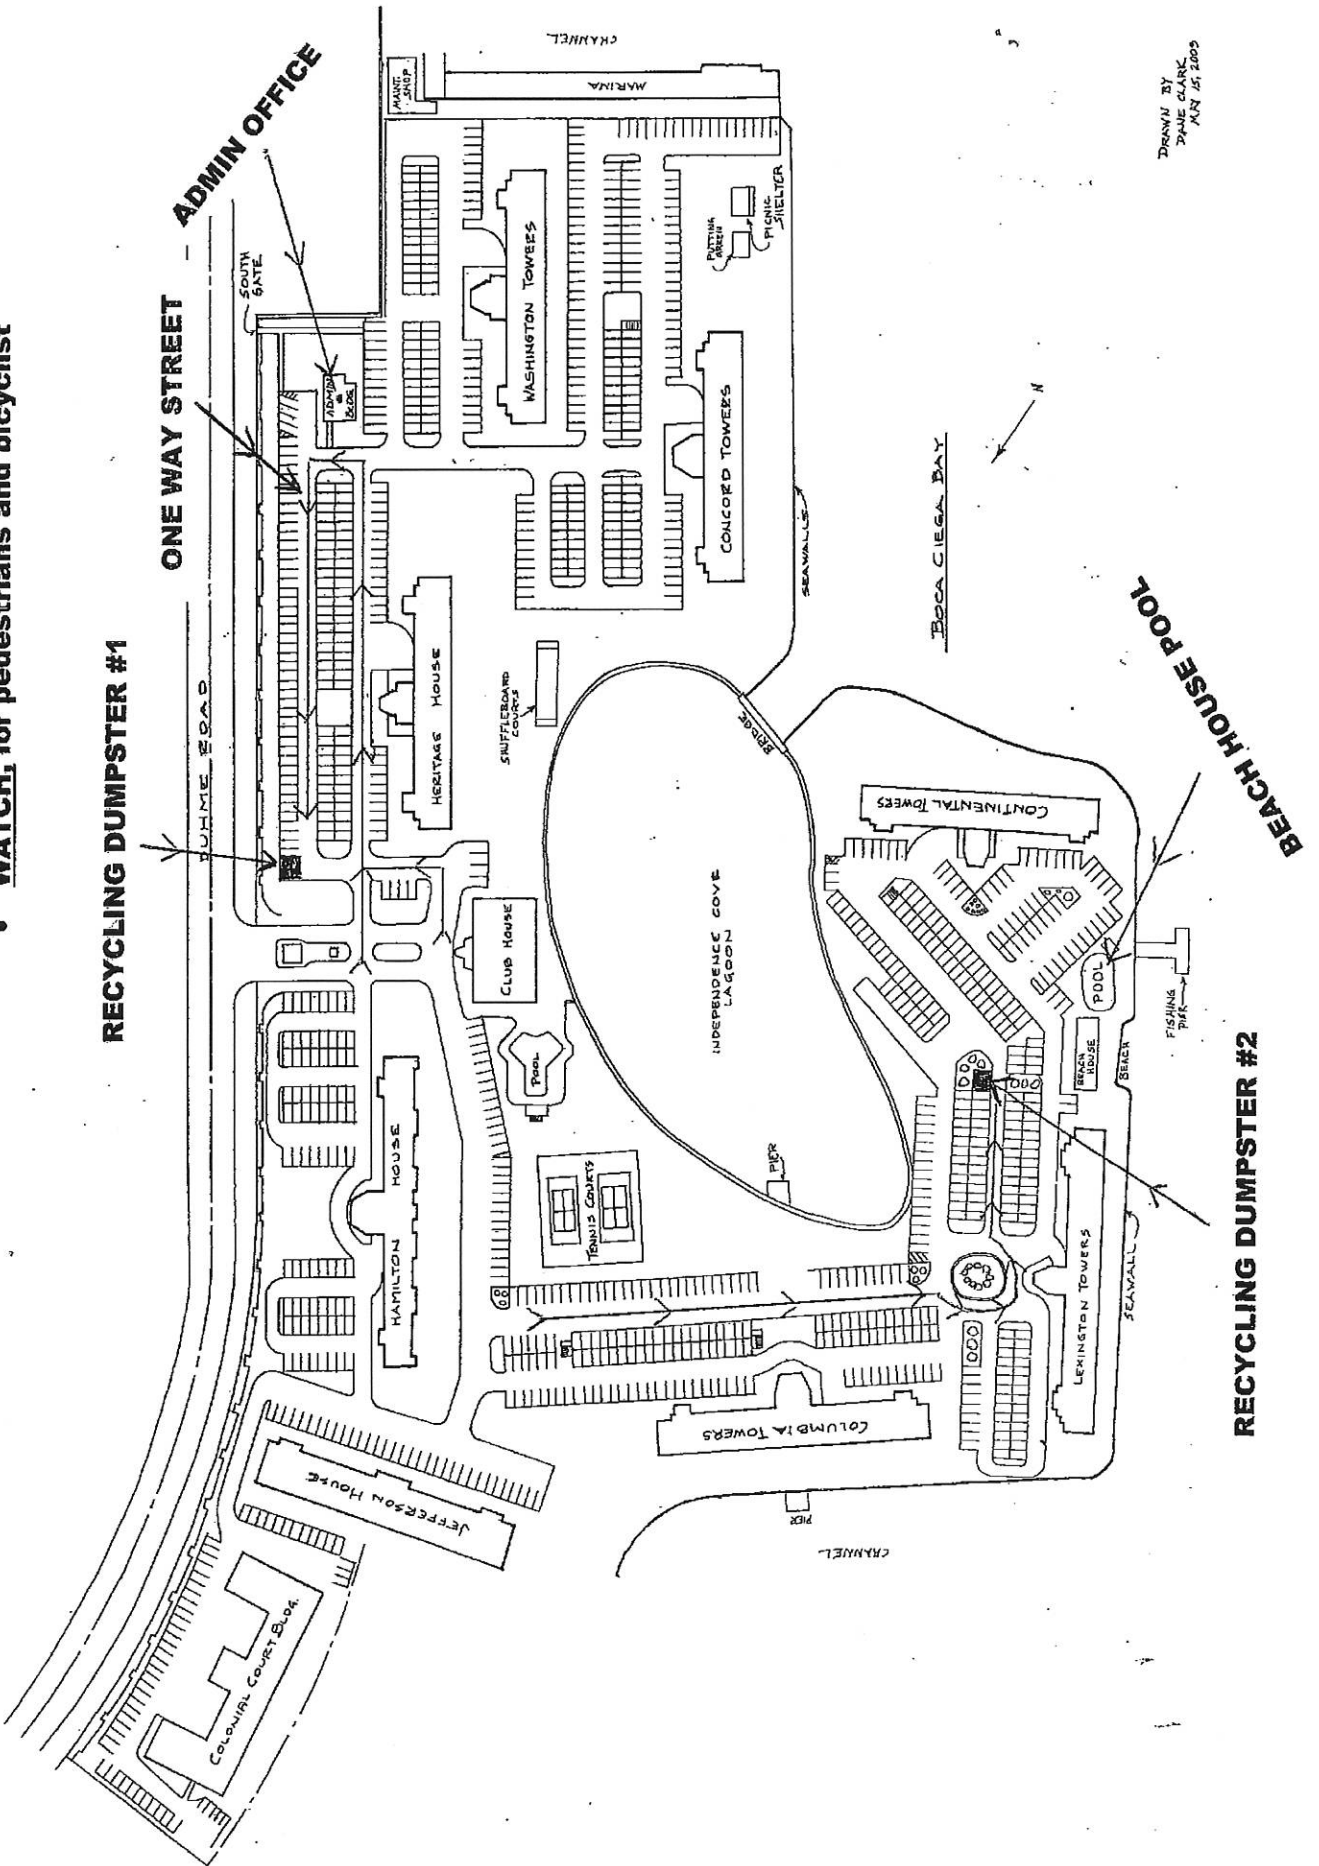 • WATCH, for pedestrians and bicyclist
RECYCLING DUMPSTER #1
ONE WAY STREET
ADMIN OFFICE
DUHME ROAD
SOUTH
GATE
ADMIN
BLDG
MAINT.
SHOP
CHANNEL
MARINA
WASHINGTON TOWERS
PUTTING
GREEN
PICNIC
SHELTER
CONCORD TOWERS
SEAWALLS
HERITAGE HOUSE
SHUFFLEBOARD
COURTS
BRIDGE
CLUB HOUSE
POOL
INDEPENDENCE COVE
LAGOON
HAMILTON HOUSE
TENNIS COURTS
PIER
JEFFERSON HOUSE
COLONIAL COURT BLDG.
COLUMBIA TOWERS
PIER
CHANNEL
CONTINENTAL TOWERS
POOL
BEACH
HOUSE
BEACH
FISHING
PIER
LEXINGTON TOWERS
SEAWALL
BOCA CIEGA BAY
N
BEACH HOUSE POOL
RECYCLING DUMPSTER #2
DRAWN BY
DANE CLARK
MAY 15, 2009